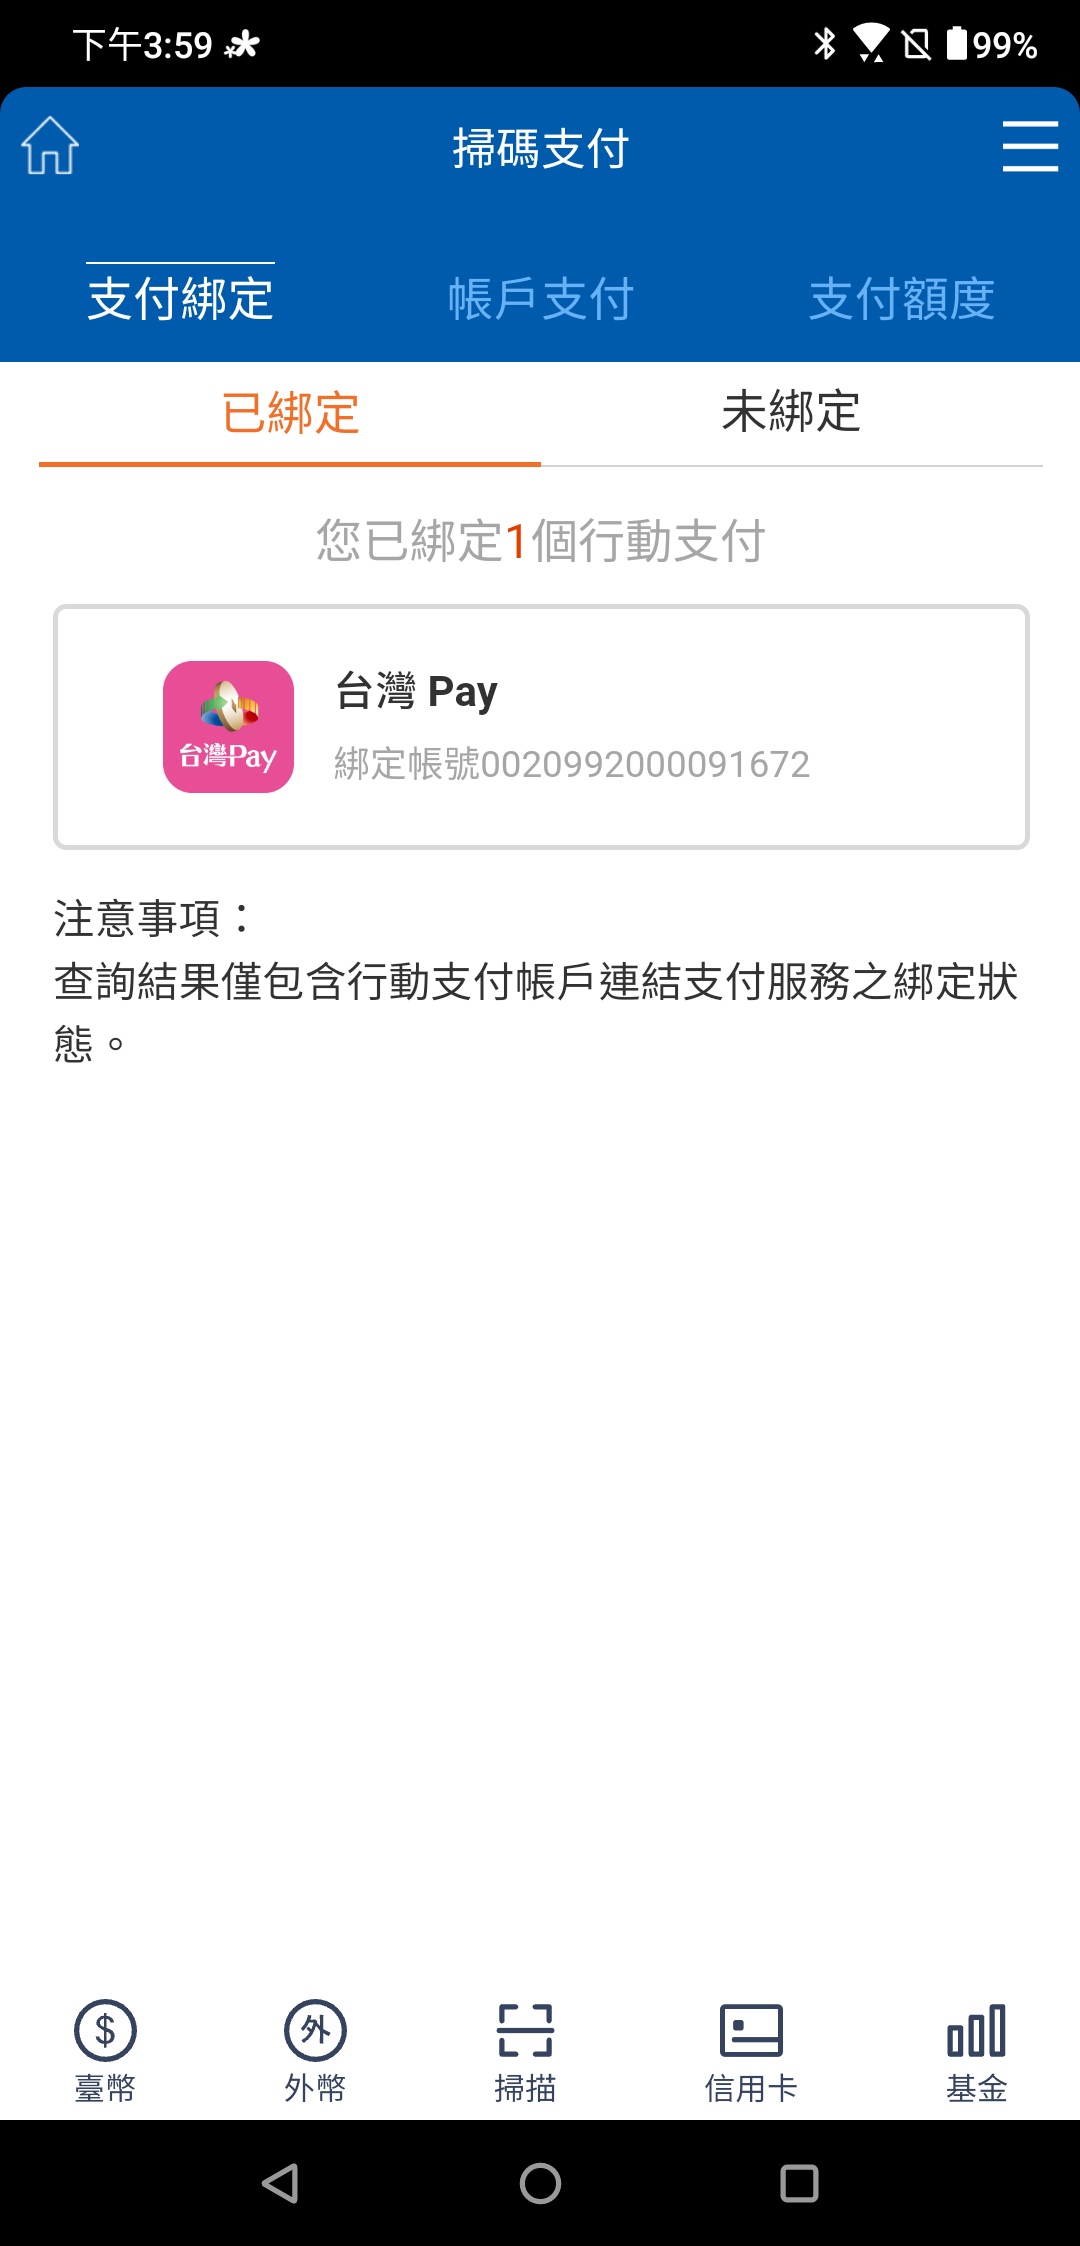 下午3:59
99%
掃碼支付
支付綁定 帳戶支付 支付額度
已綁定 未綁定
您已綁定1個行動支付
台灣 Pay
台灣Pay
綁定帳號0020992000091672
注意事項：
查詢結果僅包含行動支付帳戶連結支付服務之綁定狀
態。
$ 外
臺幣 外幣 掃描 信用卡 基金